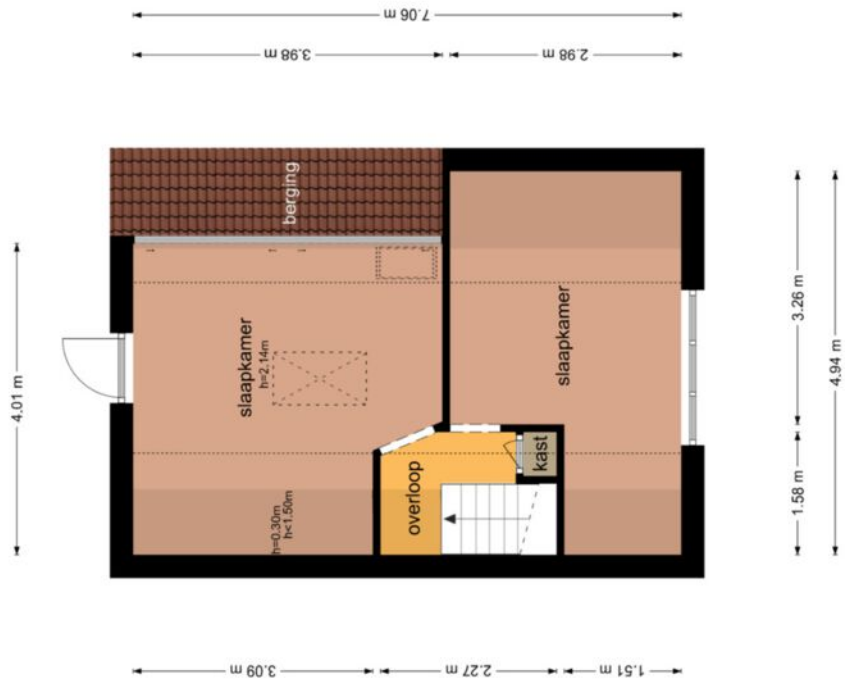 7.06 m
3.98 m
2.98 m
berging
slaapkamer
h=2,14m
slaapkamer
3.26 m
4.94 m
4.01 m
overloop
kast
h=0,30m
h<1,50m
1.58 m
3.09 m
2.27 m
1.51 m